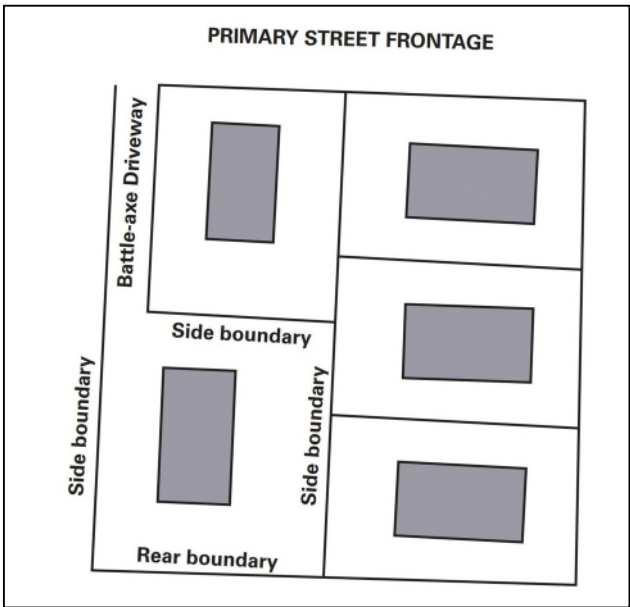 PRIMARY STREET FRONTAGE
Battle-axe Driveway
Side boundary
Side boundary
Side boundary
Rear boundary